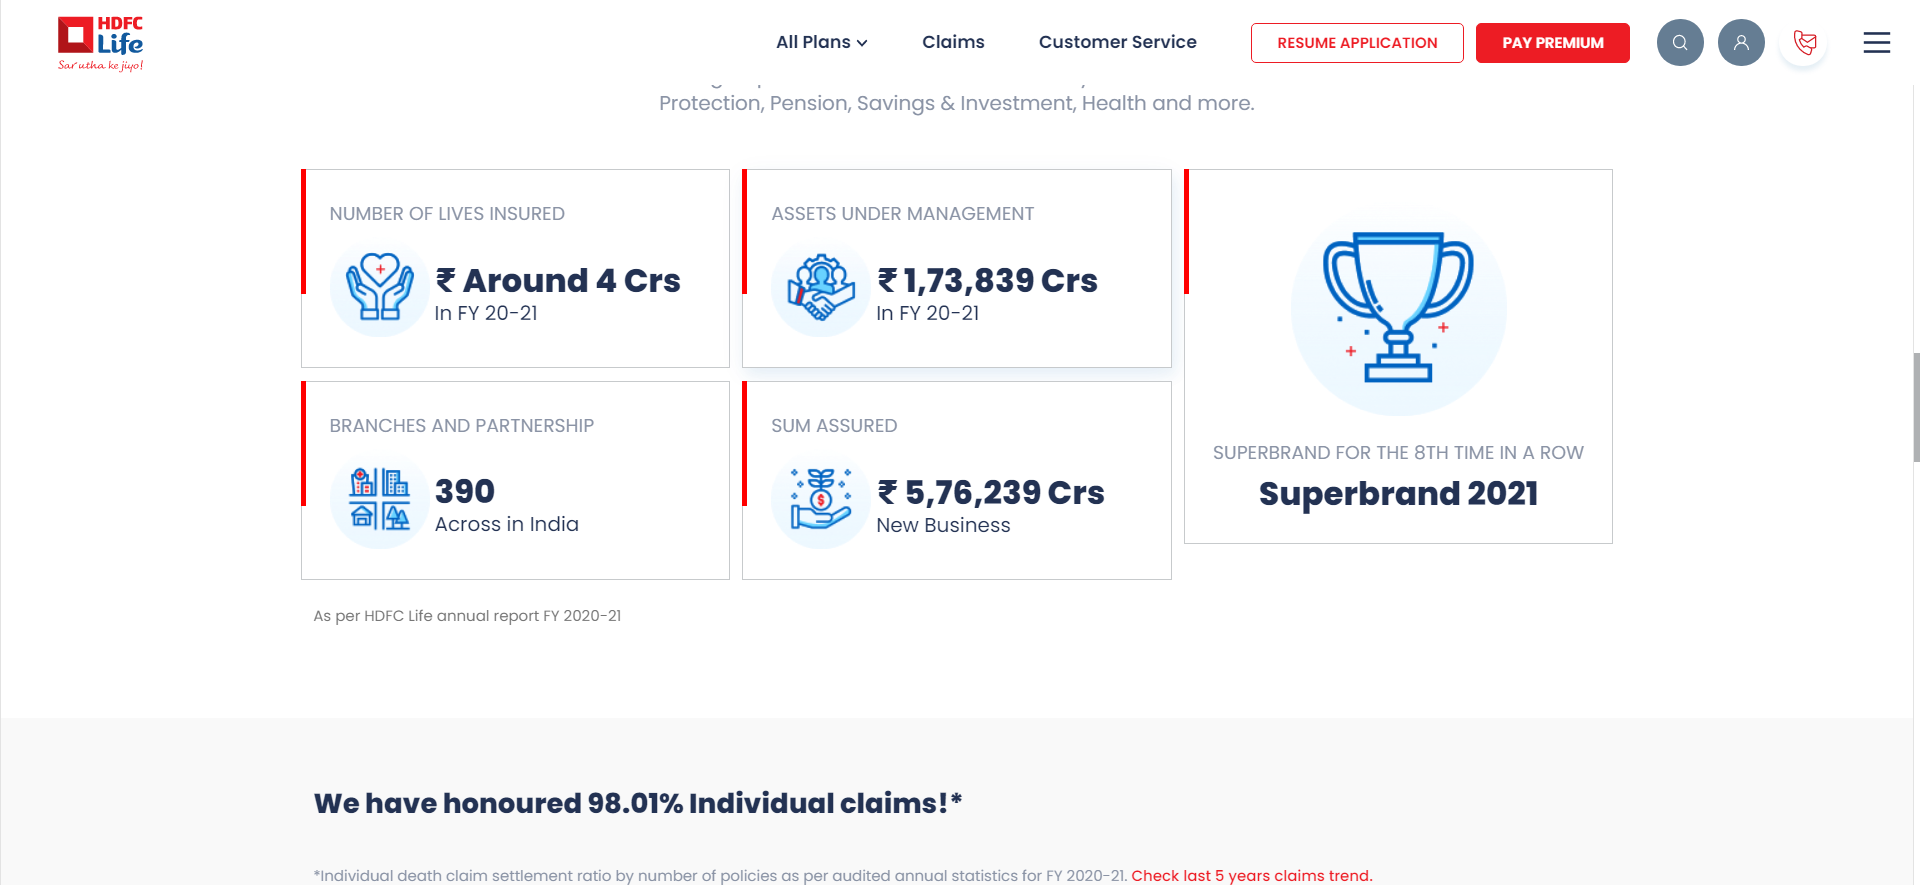 HDFC
Life
Sar utha ke jiyo!
All Plans
Claims
Customer Service
RESUME APPLICATION
PAY PREMIUM
Protection, Pension, Savings & Investment, Health and more.
NUMBER OF LIVES INSURED
₹ Around 4 Crs
In FY 20-21
ASSETS UNDER MANAGEMENT
₹ 1,73,839 Crs
In FY 20-21
BRANCHES AND PARTNERSHIP
390
Across in India
SUM ASSURED
₹ 5,76,239 Crs
New Business
SUPERBRAND FOR THE 8TH TIME IN A ROW
Superbrand 2021
As per HDFC Life annual report FY 2020-21
We have honoured 98.01% Individual claims!*
*Individual death claim settlement ratio by number of policies as per audited annual statistics for FY 2020-21. Check last 5 years claims trend.